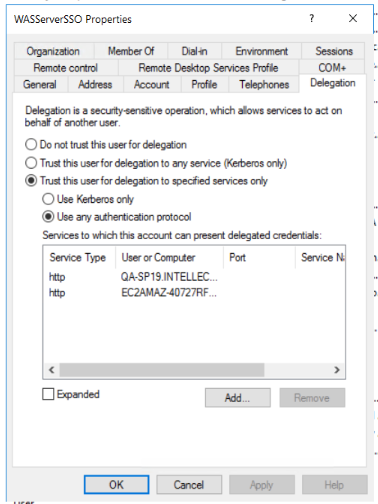 WASServerSSO Properties ? ×
Organization Member Of Dial-in Environment Sessions
Remote control Remote Desktop Services Profile COM+
General Address Account Profile Telephones Delegation
Delegation is a security-sensitive operation, which allows services to act on
behalf of another user.
Do not trust this user for delegation
Trust this user for delegation to any service (Kerberos only)
Trust this user for delegation to specified services only
Use Kerberos only
Use any authentication protocol
Services to which this account can present delegated credentials:
Service Type User or Computer Port Service Na
http QA-SP19.INTELLEC...
http EC2AMAZ-40727RF...
Expanded Add... Remove
OK Cancel Apply Help